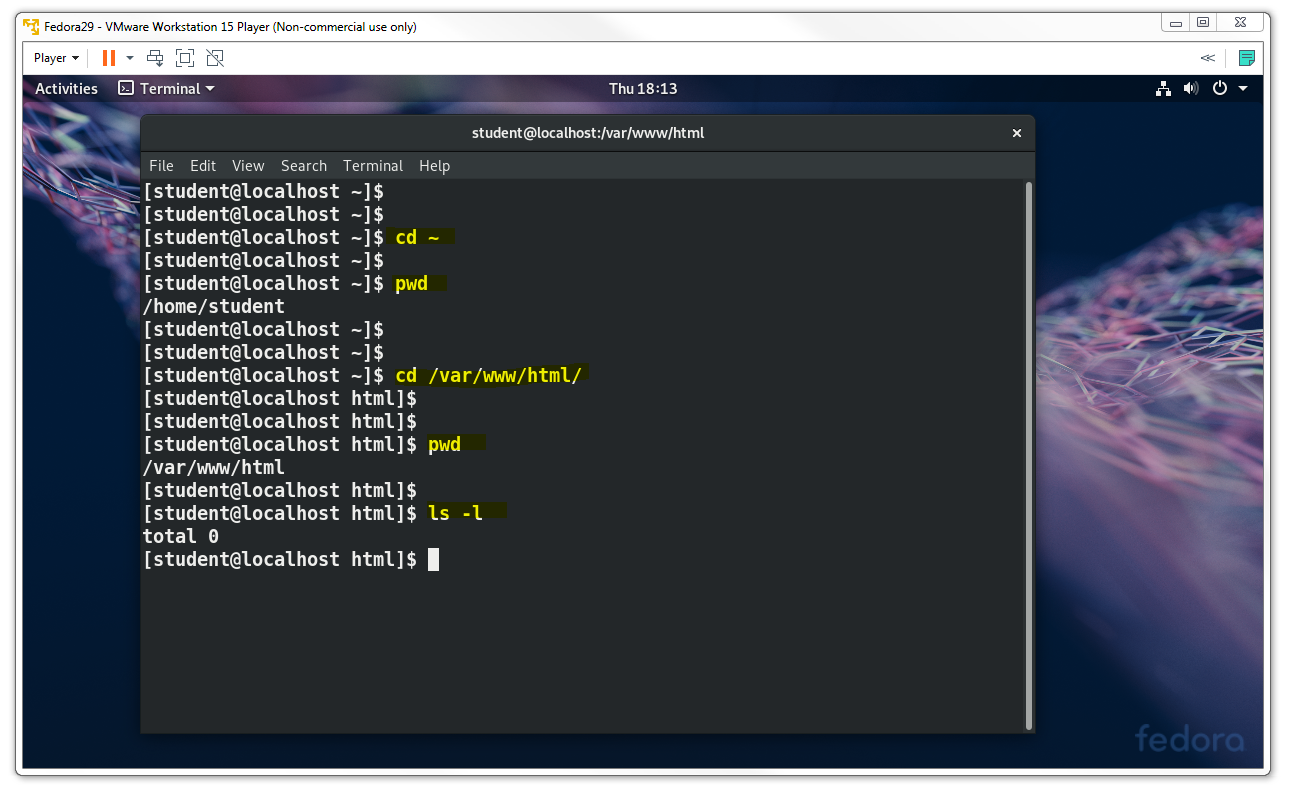 Fedora29 - VMware Workstation 15 Player (Non-commercial use only)
Player
Activities Terminal Thu 18:13
student@localhost:/var/www/html
File Edit View Search Terminal Help
[student@localhost ~]$
[student@localhost ~]$
[student@localhost ~]$ cd ~
[student@localhost ~]$
[student@localhost ~]$ pwd
/home/student
[student@localhost ~]$
[student@localhost ~]$
[student@localhost ~]$ cd /var/www/html/
[student@localhost html]$
[student@localhost html]$
[student@localhost html]$ pwd
/var/www/html
[student@localhost html]$
[student@localhost html]$ ls -l
total 0
[student@localhost html]$
fedora